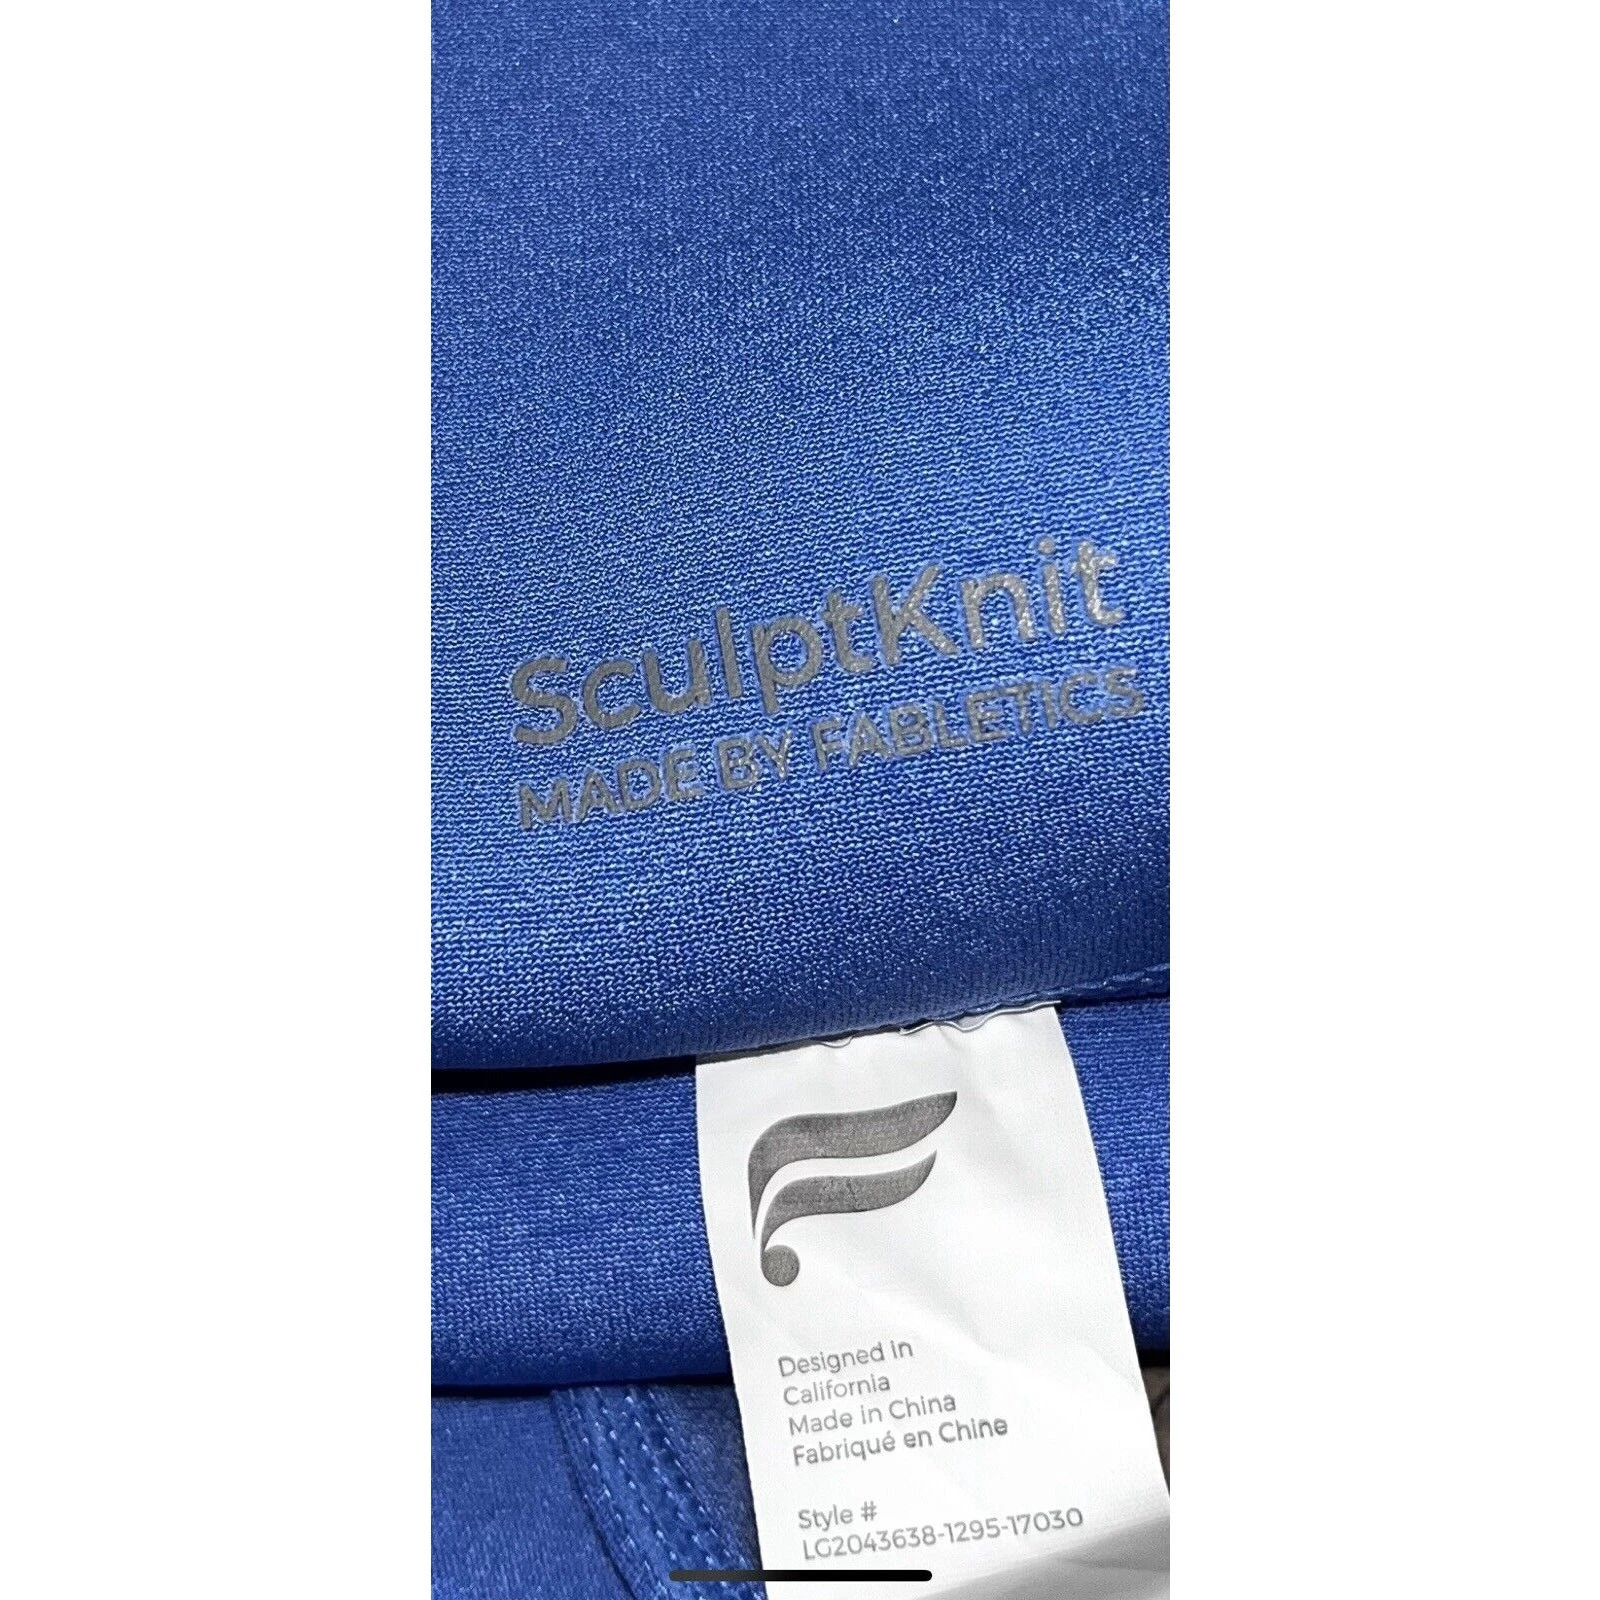 SculptKnit
MADE BY FABLETICS
Designed in
California
Made in China
Fabriqué en Chine
Style #
LG2043638-1295-17030